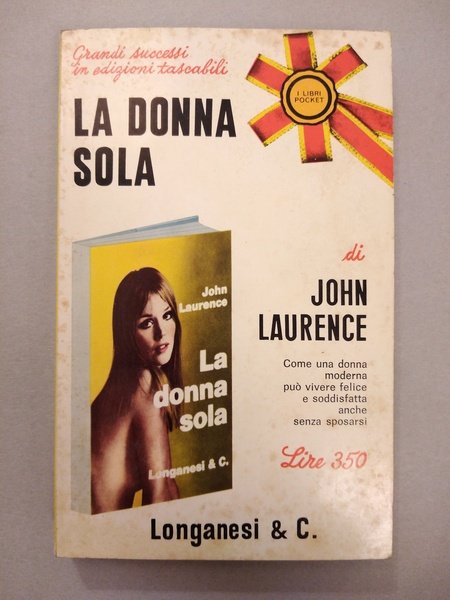 Grandi successi
in edizioni tascabili
I LIBRI
POCKET
LA DONNA
SOLA
di
JOHN
LAURENCE
John
Laurence
La
donna
sola
Longanesi & C.
Come una donna
moderna
può vivere felice
e soddisfatta
anche
senza sposarsi
Lire 350
Longanesi & C.